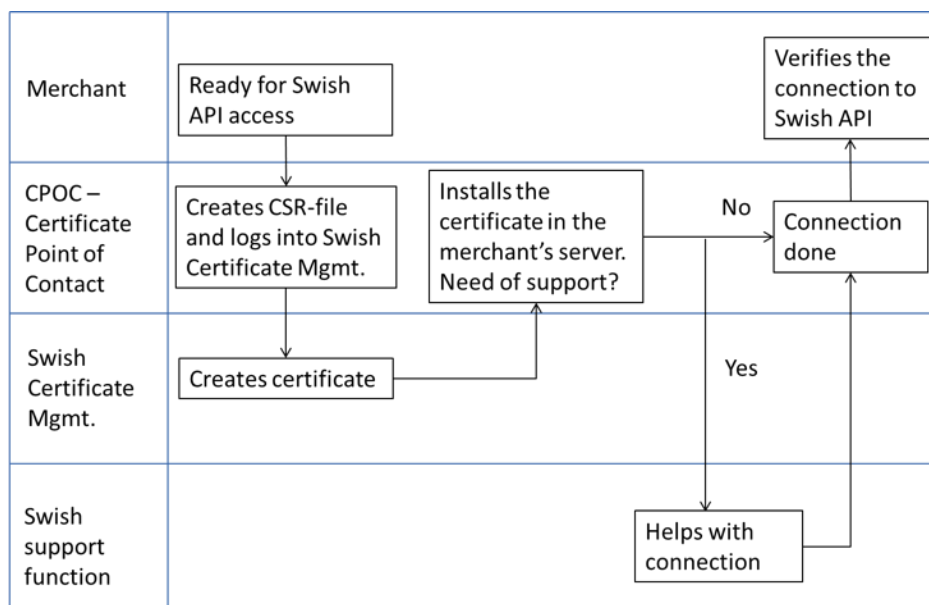 Merchant
Ready for Swish
API access
Verifies the
connection to
Swish API
CPOC –
Certificate
Point of
Contact
Creates CSR-file
and logs into Swish
Certificate Mgmt.
Installs the
certificate in the
merchant's server.
Need of support?
No
Connection
done
Swish
Certificate
Mgmt.
Creates certificate
Yes
Swish
support
function
Helps with
connection